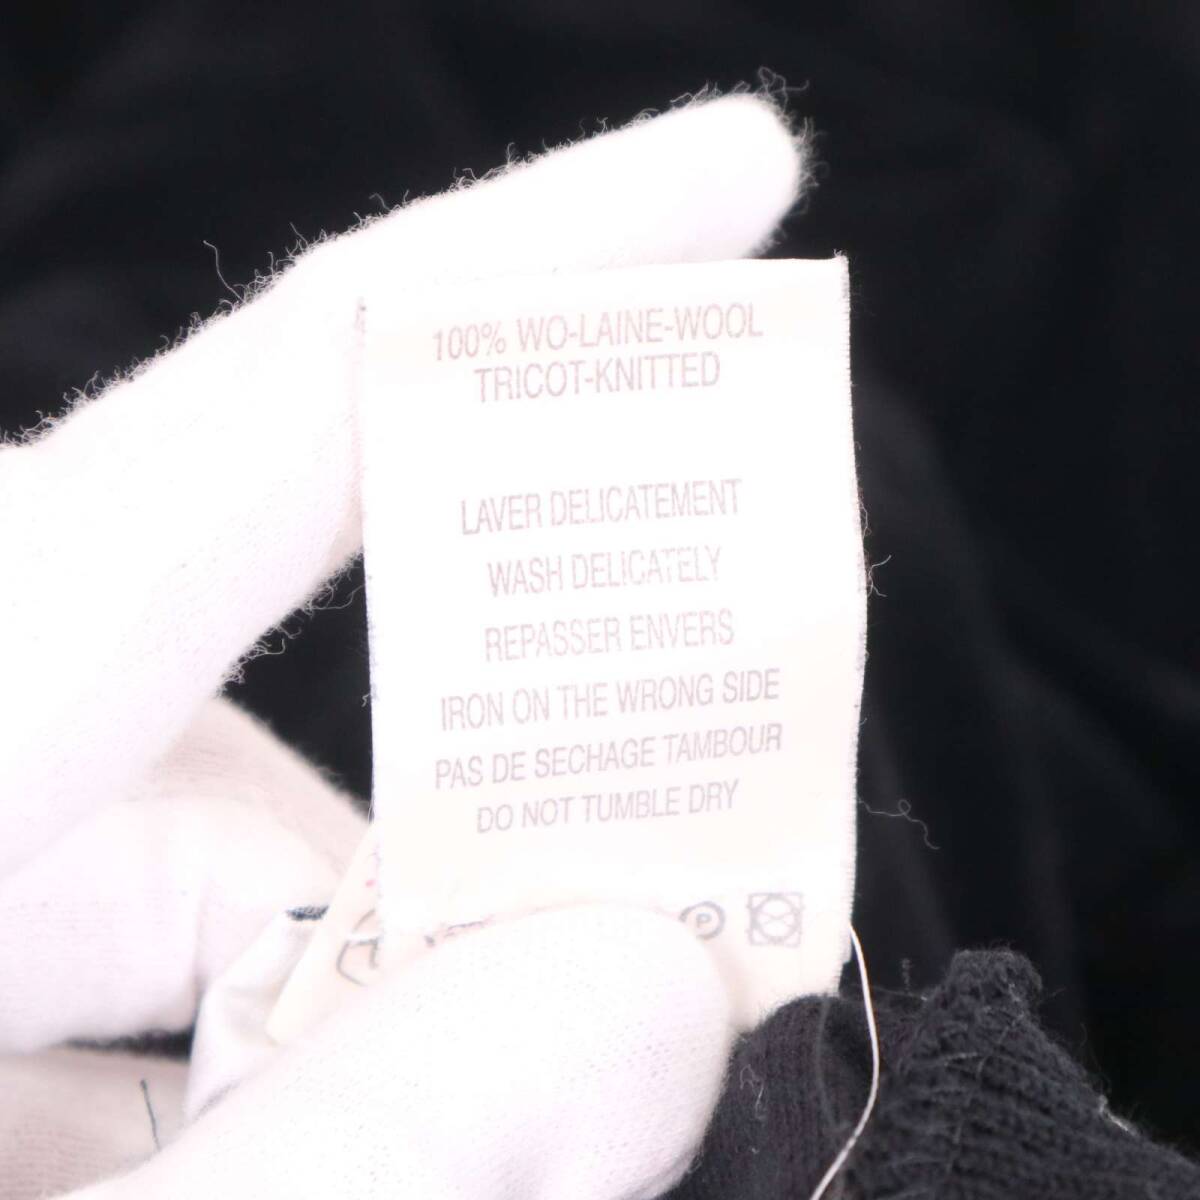 100% WO-LAINE-WOOL
TRICOT-KNITTED
LAVER DELICATEMENT
WASH DELICATELY
REPASSER ENVERS
IRON ON THE WRONG SIDE
PAS DE SECHAGE TAMBOUR
DO NOT TUMBLE DRY
P